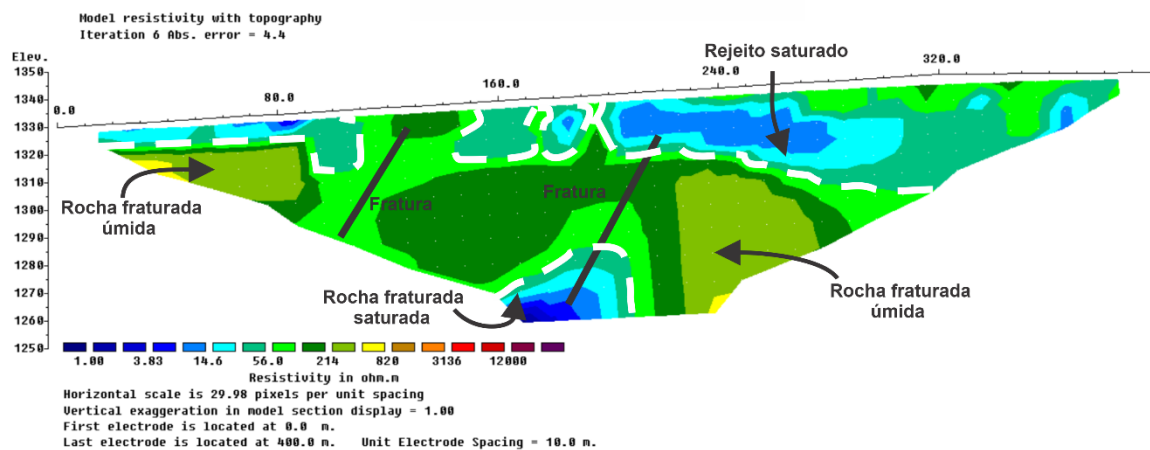 Model resistivity with topography
Iteration 6 Abs. error = 4.4
Elev.
1350
1340
1330
1320
1310
1300
1290
1280
1270
1260
1250
0.0
80.0
160.0
240.0
320.0
Rejeito saturado
Rocha fraturada
úmida
Fratura
Fratura
Rocha fraturada
saturada
Rocha fraturada
úmida
1.00 3.83 14.6 56.0 214 820 3136 12000
Resistivity in ohm.m
Horizontal scale is 29.98 pixels per unit spacing
Vertical exaggeration in model section display = 1.00
First electrode is located at 0.0 m.
Last electrode is located at 400.0 m. Unit Electrode Spacing = 10.0 m.